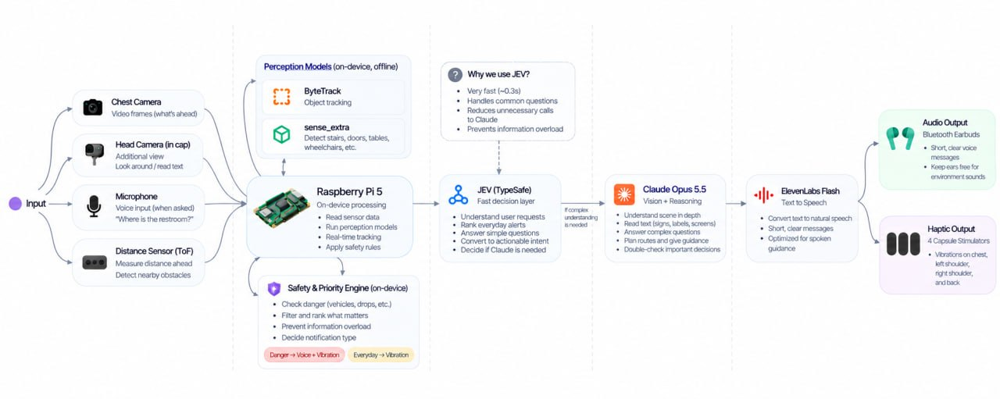 Input
Chest Camera
Video frames (what's ahead)
Head Camera (in cap)
Additional view
Look around / read text
Microphone
Voice input (when asked)
"Where is the restroom?"
Distance Sensor (ToF)
Measure distance ahead
Detect nearby obstacles
Perception Models (on-device, offline)
ByteTrack
Object tracking
sense_extra
Detect stairs, doors, tables,
wheelchairs, etc.
Raspberry Pi 5
On-device processing
• Read sensor data
• Run perception models
• Real-time tracking
• Apply safety rules
Safety & Priority Engine (on-device)
• Check danger (vehicles, drops, etc.)
• Filter and rank what matters
• Prevent information overload
• Decide notification type
Danger → Voice + Vibration
Everyday → Vibration
? Why we use JEV?
• Very fast (~0.3s)
• Handles common questions
• Reduces unnecessary calls
to Claude
• Prevents information overload
JEV (TypeSafe)
Fast decision layer
• Understand user requests
• Rank everyday alerts
• Answer simple questions
• Convert to actionable intent
• Decide if Claude is needed
If complex
understanding
is needed
Claude Opus 5.5
Vision + Reasoning
• Understand scene in depth
• Read text (signs, labels, screens)
• Answer complex questions
• Plan routes and give guidance
• Double-check important decisions
ElevenLabs Flash
Text to Speech
• Convert text to natural speech
• Short, clear messages
• Optimized for spoken
guidance
Audio Output
Bluetooth Earbuds
• Short, clear voice
messages
• Keep ears free for
environment sounds
Haptic Output
4 Capsule Stimulators
• Vibrations on chest,
left shoulder,
right shoulder,
and back